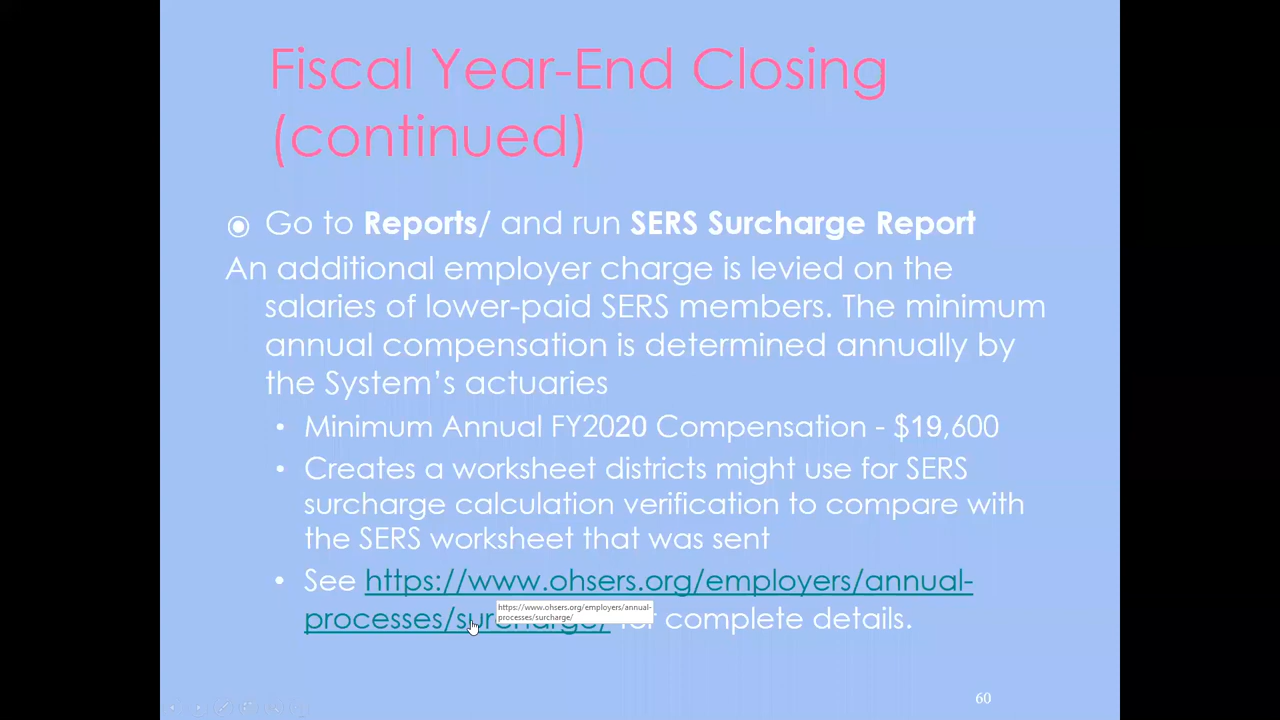 Fiscal Year-End Closing
(continued)
Go to Reports/ and run SERS Surcharge Report
An additional employer charge is levied on the
salaries of lower-paid SERS members. The minimum
annual compensation is determined annually by
the System’s actuaries
• Minimum Annual FY2020 Compensation - $19,600
• Creates a worksheet districts might use for SERS
surcharge calculation verification to compare with
the SERS worksheet that was sent
• See https://www.ohsers.org/employers/annual-
processes/surcharge/ for complete details.
https://www.ohsers.org/employers/annual-
processes/surcharge/
60